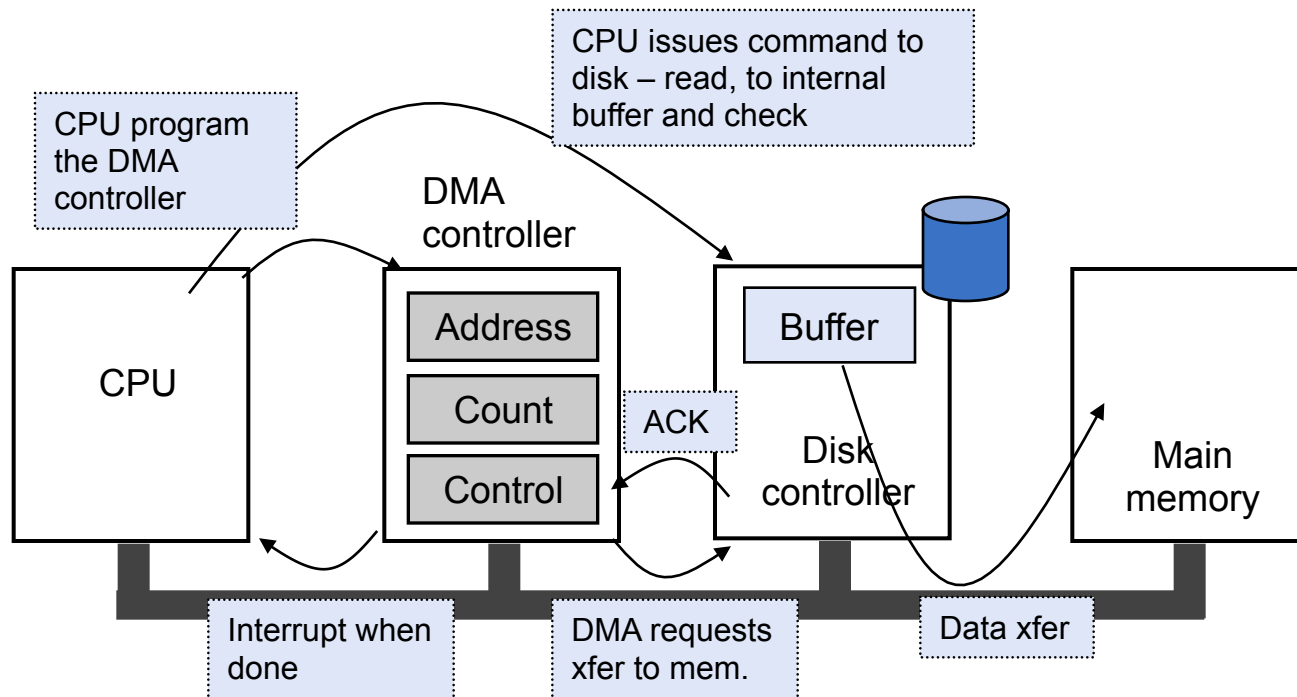 CPU issues command to
disk – read, to internal
buffer and check
CPU program
the DMA
controller
DMA
controller
Address
Count
Control
CPU
Buffer
ACK
Disk
controller
Main
memory
Interrupt when
done
DMA requests
xfer to mem.
Data xfer